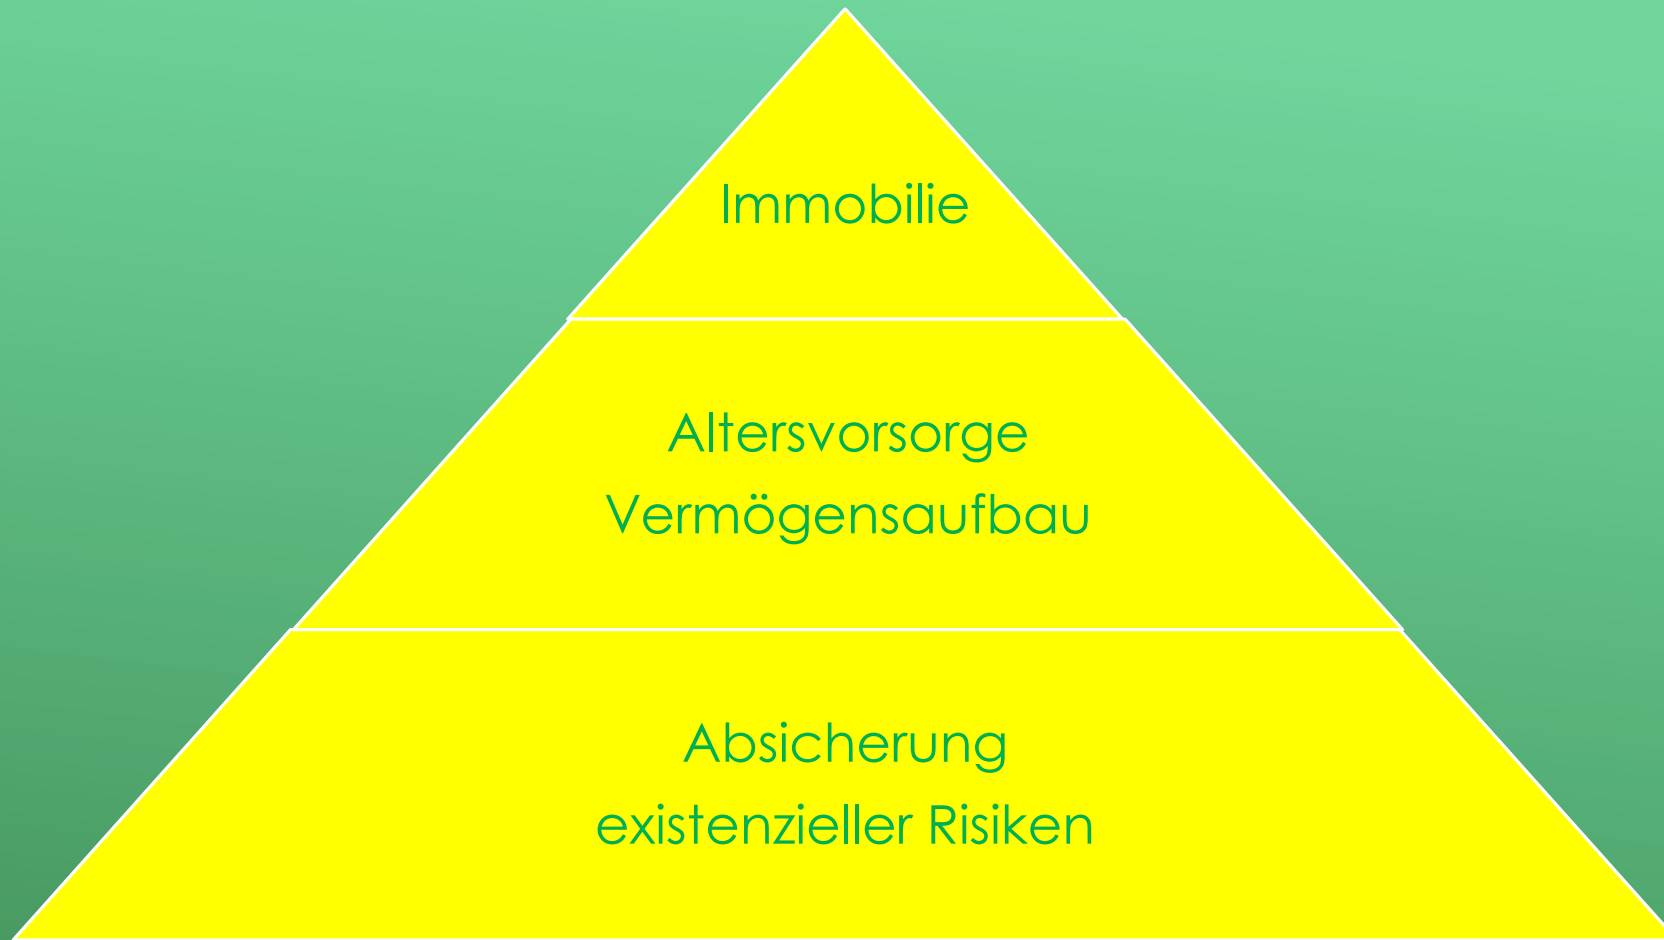 Immobilie
Altersvorsorge
Vermögensaufbau
Absicherung
existenzieller Risiken